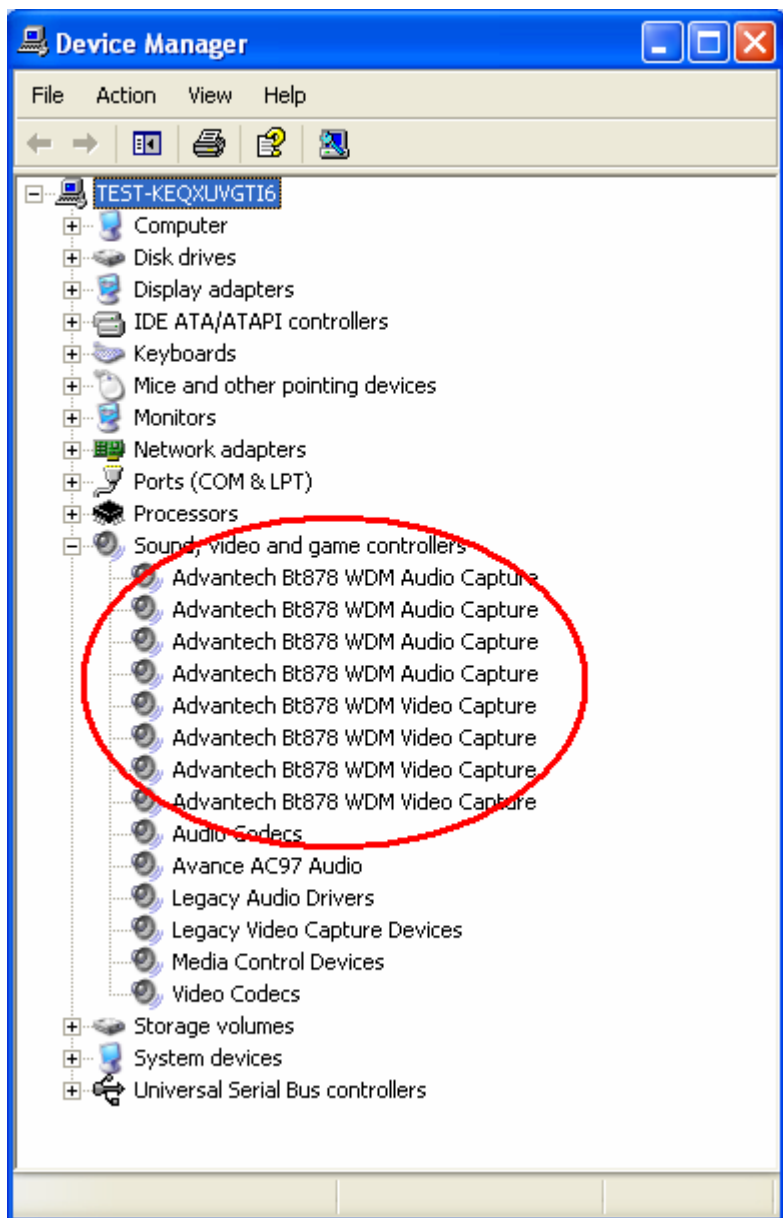 Device Manager
File Action View Help
TEST-KEQXUVGTI6
Computer
Disk drives
Display adapters
IDE ATA/ATAPI controllers
Keyboards
Mice and other pointing devices
Monitors
Network adapters
Ports (COM & LPT)
Processors
Sound, video and game controllers
Advantech Bt878 WDM Audio Capture
Advantech Bt878 WDM Audio Capture
Advantech Bt878 WDM Audio Capture
Advantech Bt878 WDM Audio Capture
Advantech Bt878 WDM Video Capture
Advantech Bt878 WDM Video Capture
Advantech Bt878 WDM Video Capture
Advantech Bt878 WDM Video Capture
Audio Codecs
Avance AC97 Audio
Legacy Audio Drivers
Legacy Video Capture Devices
Media Control Devices
Video Codecs
Storage volumes
System devices
Universal Serial Bus controllers